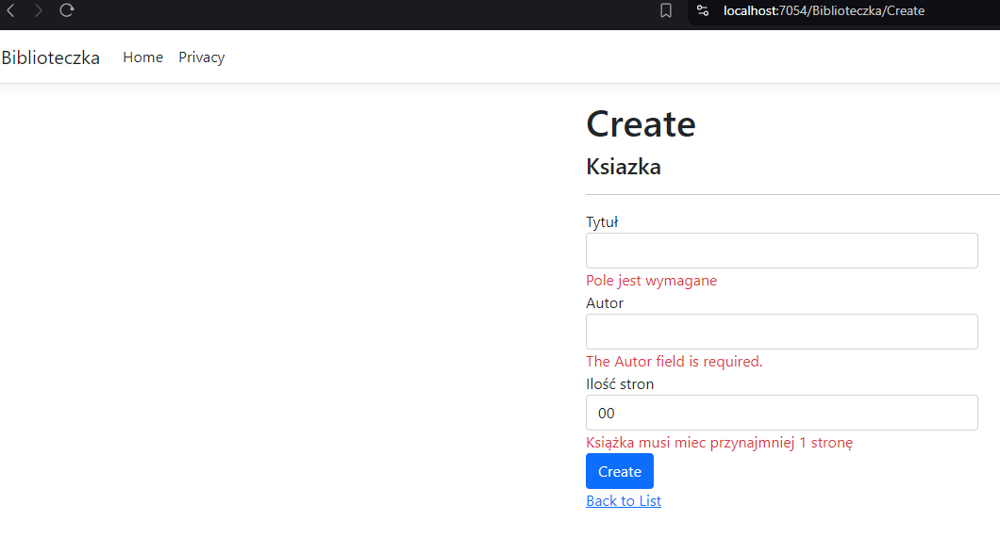 localhost:7054/Biblioteczka/Create
Biblioteczka Home Privacy
Create
Ksiazka
Tytuł
Pole jest wymagane
Autor
The Autor field is required.
Ilość stron
00
Książka musi miec przynajmniej 1 stronę
Create
Back to List